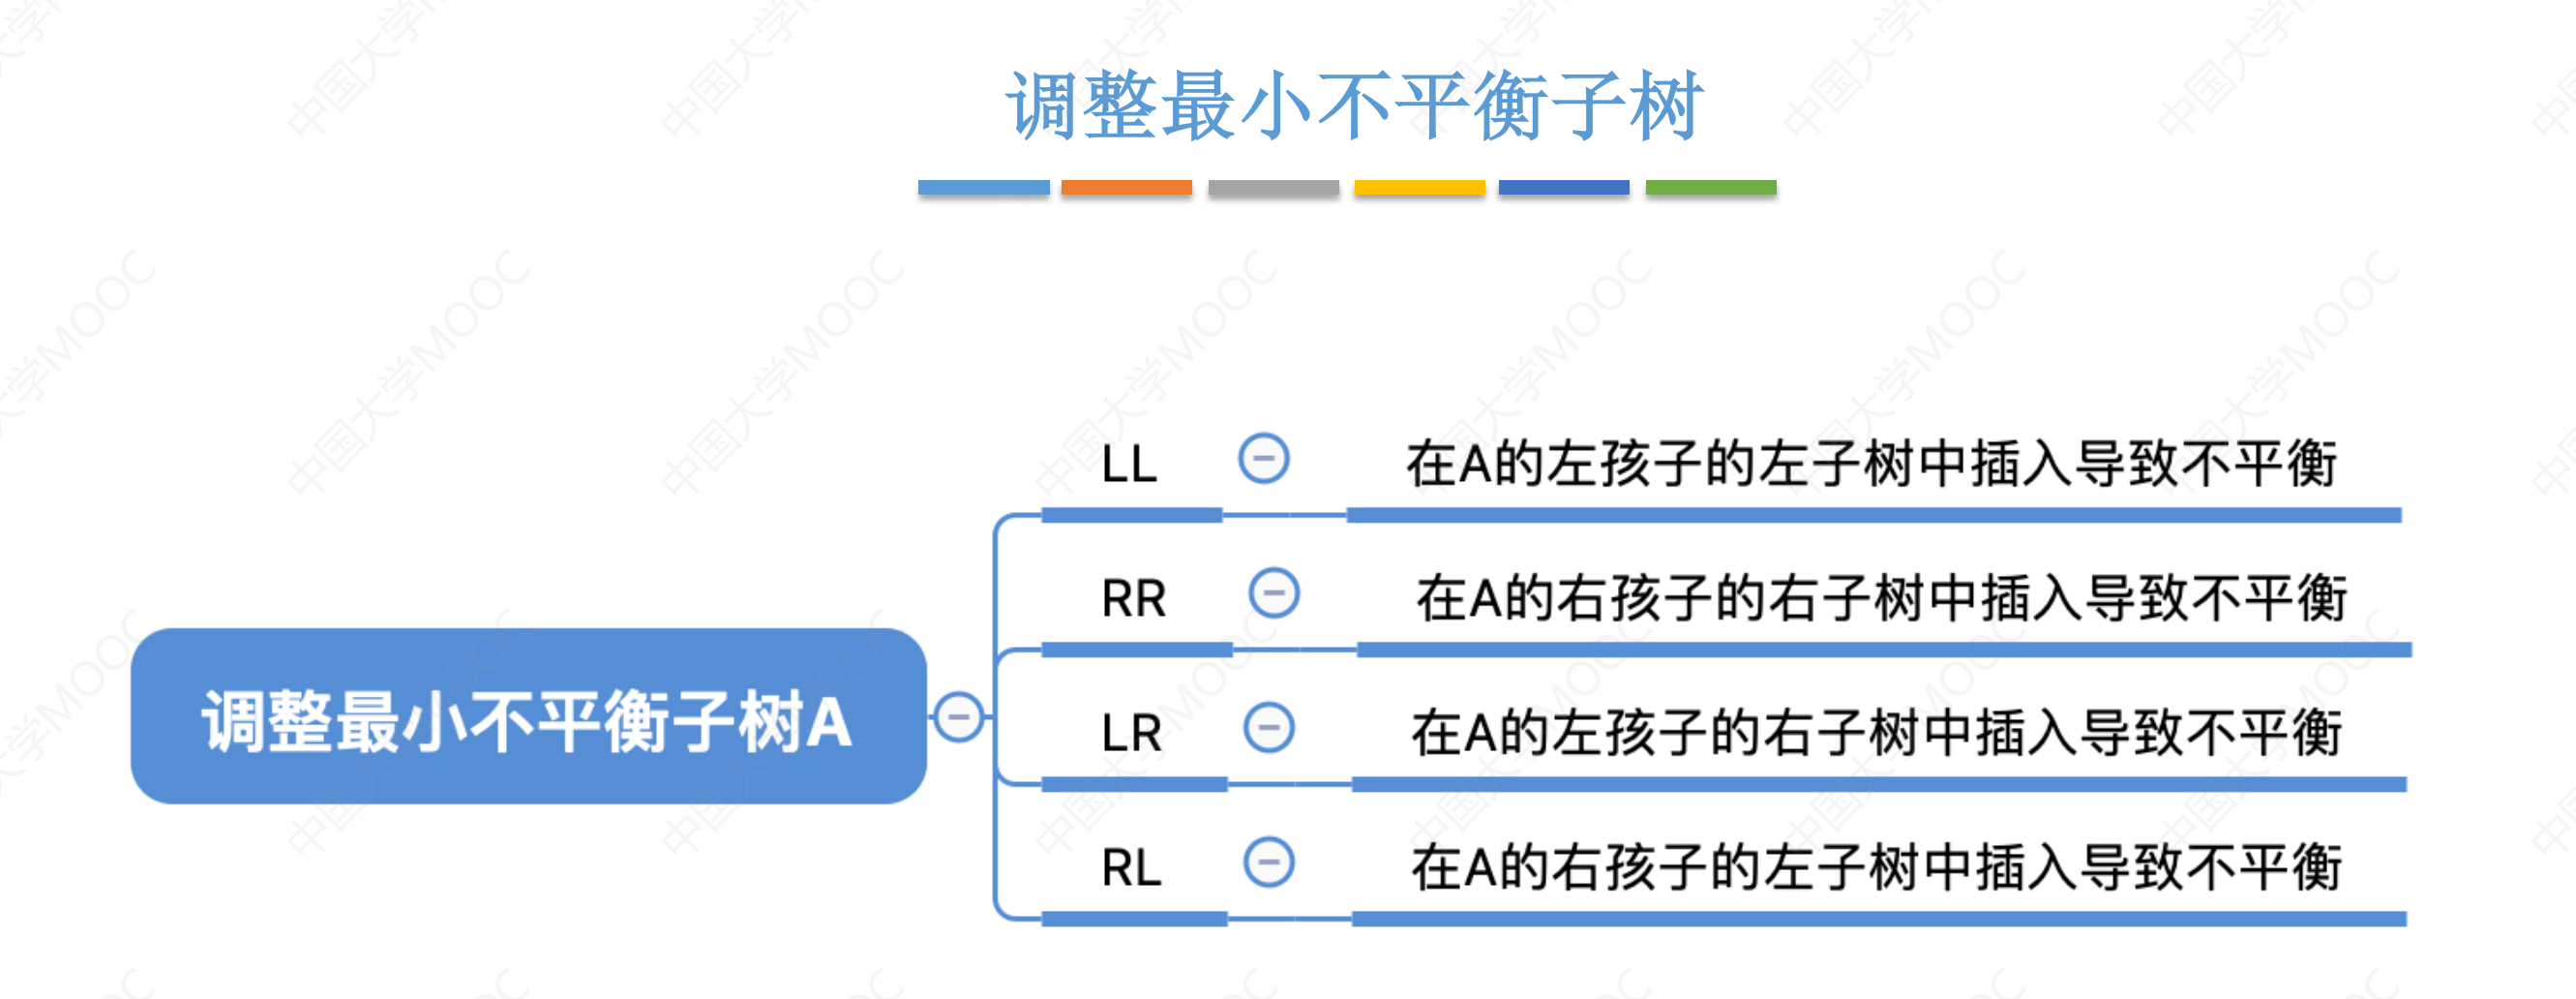 调整最小不平衡子树
LL 在A的左孩子的左子树中插入导致不平衡
RR 在A的右孩子的右子树中插入导致不平衡
调整最小不平衡子树A
LR 在A的左孩子的右子树中插入导致不平衡
RL 在A的右孩子的左子树中插入导致不平衡
中国大学MOOC